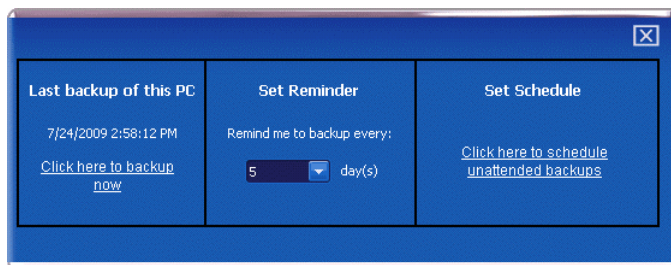 Last backup of this PC
7/24/2009 2:58:12 PM
Click here to backup
now
Set Reminder
Remind me to backup every:
5 day(s)
Set Schedule
Click here to schedule
unattended backups